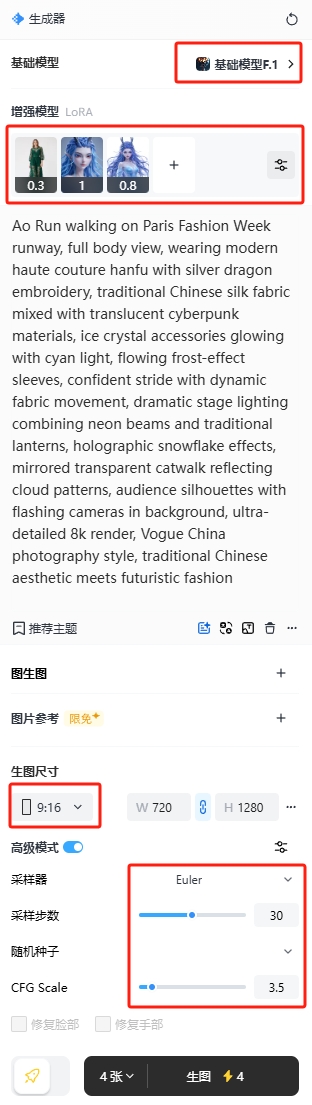 生成器
基础模型 基础模型F.1
增强模型 LoRA
0.3 1 0.8 +
Ao Run walking on Paris Fashion Week
runway, full body view, wearing modern
haute couture hanfu with silver dragon
embroidery, traditional Chinese silk fabric
mixed with translucent cyberpunk
materials, ice crystal accessories glowing
with cyan light, flowing frost-effect
sleeves, confident stride with dynamic
fabric movement, dramatic stage lighting
combining neon beams and traditional
lanterns, holographic snowflake effects,
mirrored transparent catwalk reflecting
cloud patterns, audience silhouettes with
flashing cameras in background, ultra-
detailed 8k render, Vogue China
photography style, traditional Chinese
aesthetic meets futuristic fashion
推荐主题
图生图 +
图片参考 限免 +
生图尺寸
9:16 W 720 H 1280
高级模式
采样器 Euler
采样步数 30
随机种子
CFG Scale 3.5
修复脸部 修复手部
4 张 生图 4